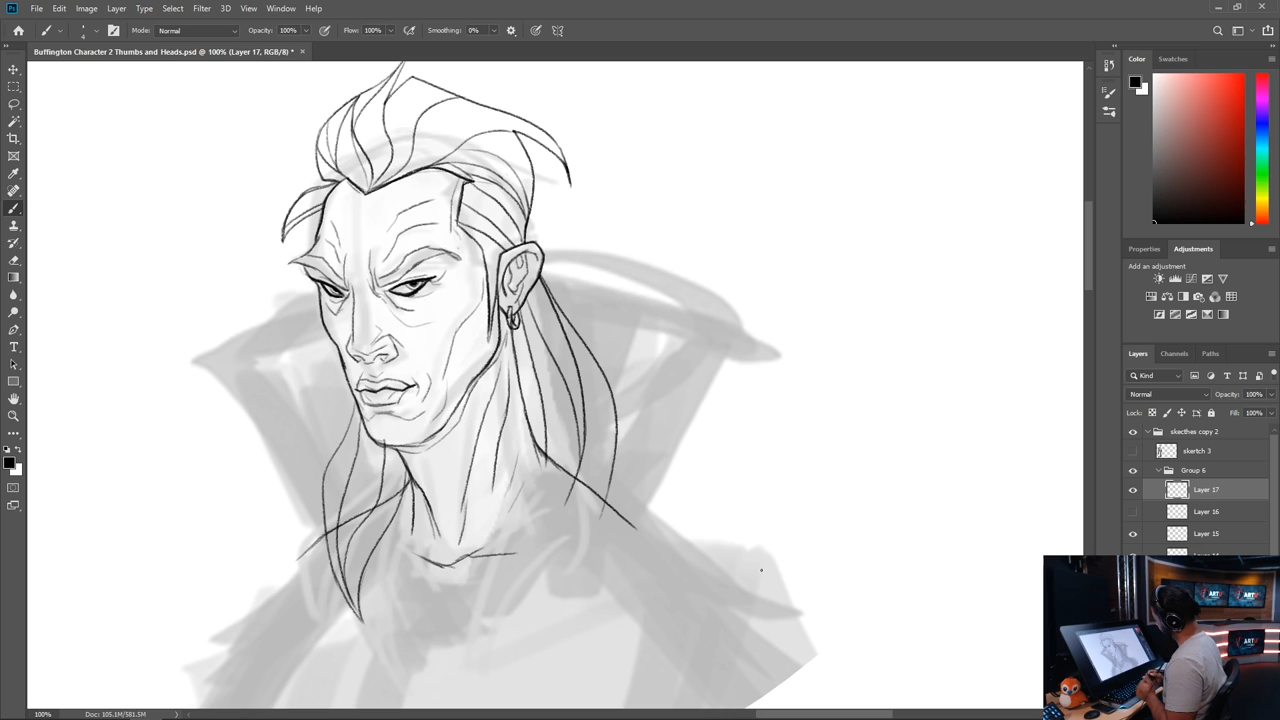 Ps File Edit Image Layer Type Select Filter 3D View Window Help
4 Mode: Normal Opacity: 100% Flow: 100% Smoothing: 0%
Buffington Character 2 Thumbs and Heads.psd @ 100% (Layer 17, RGB/8) *
Color Swatches
Properties Adjustments
Add an adjustment
Layers Channels Paths
Kind
Normal Opacity: 100%
Lock: Fill: 100%
skecthes copy 2
skertch 3
Group 6
Layer 17
Layer 16
Layer 15
100% Doc: 105.1M/581.5M